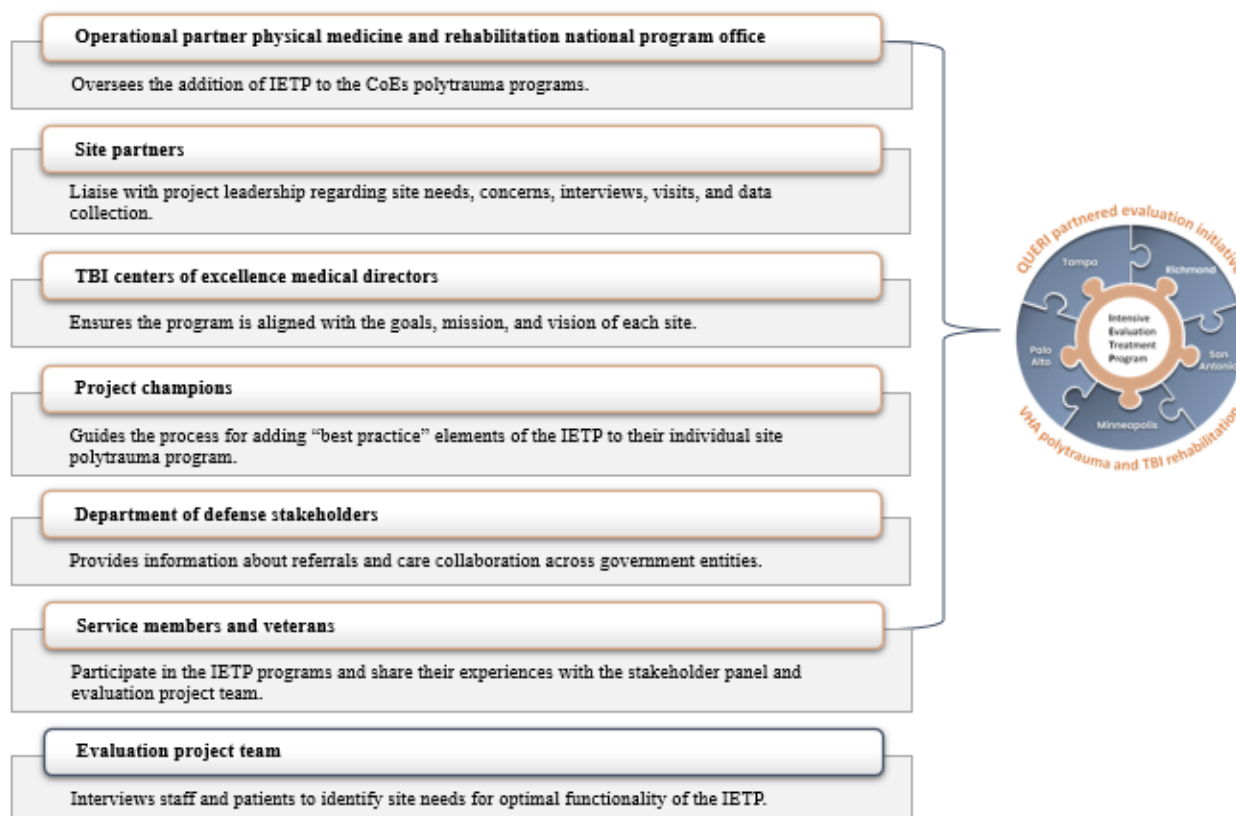 Operational partner physical medicine and rehabilitation national program office
Oversees the addition of IETP to the CoEs polytrauma programs.
Site partners
Liaise with project leadership regarding site needs, concerns, interviews, visits, and data
collection.
TBI centers of excellence medical directors
Ensures the program is aligned with the goals, mission, and vision of each site.
Project champions
Guides the process for adding “best practice” elements of the IETP to their individual site
polytrauma program.
Department of defense stakeholders
Provides information about referrals and care collaboration across government entities.
Service members and veterans
Participate in the IETP programs and share their experiences with the stakeholder panel and
evaluation project team.
Evaluation project team
Interviews staff and patients to identify site needs for optimal functionality of the IETP.
QUERI partnered evaluation initiative
Tampa
Richmond
Intensive
Evaluation
Treatment
Program
Palo
Alto
San
Antonio
Minneapolis
VHA polytrauma and TBI rehabilitation